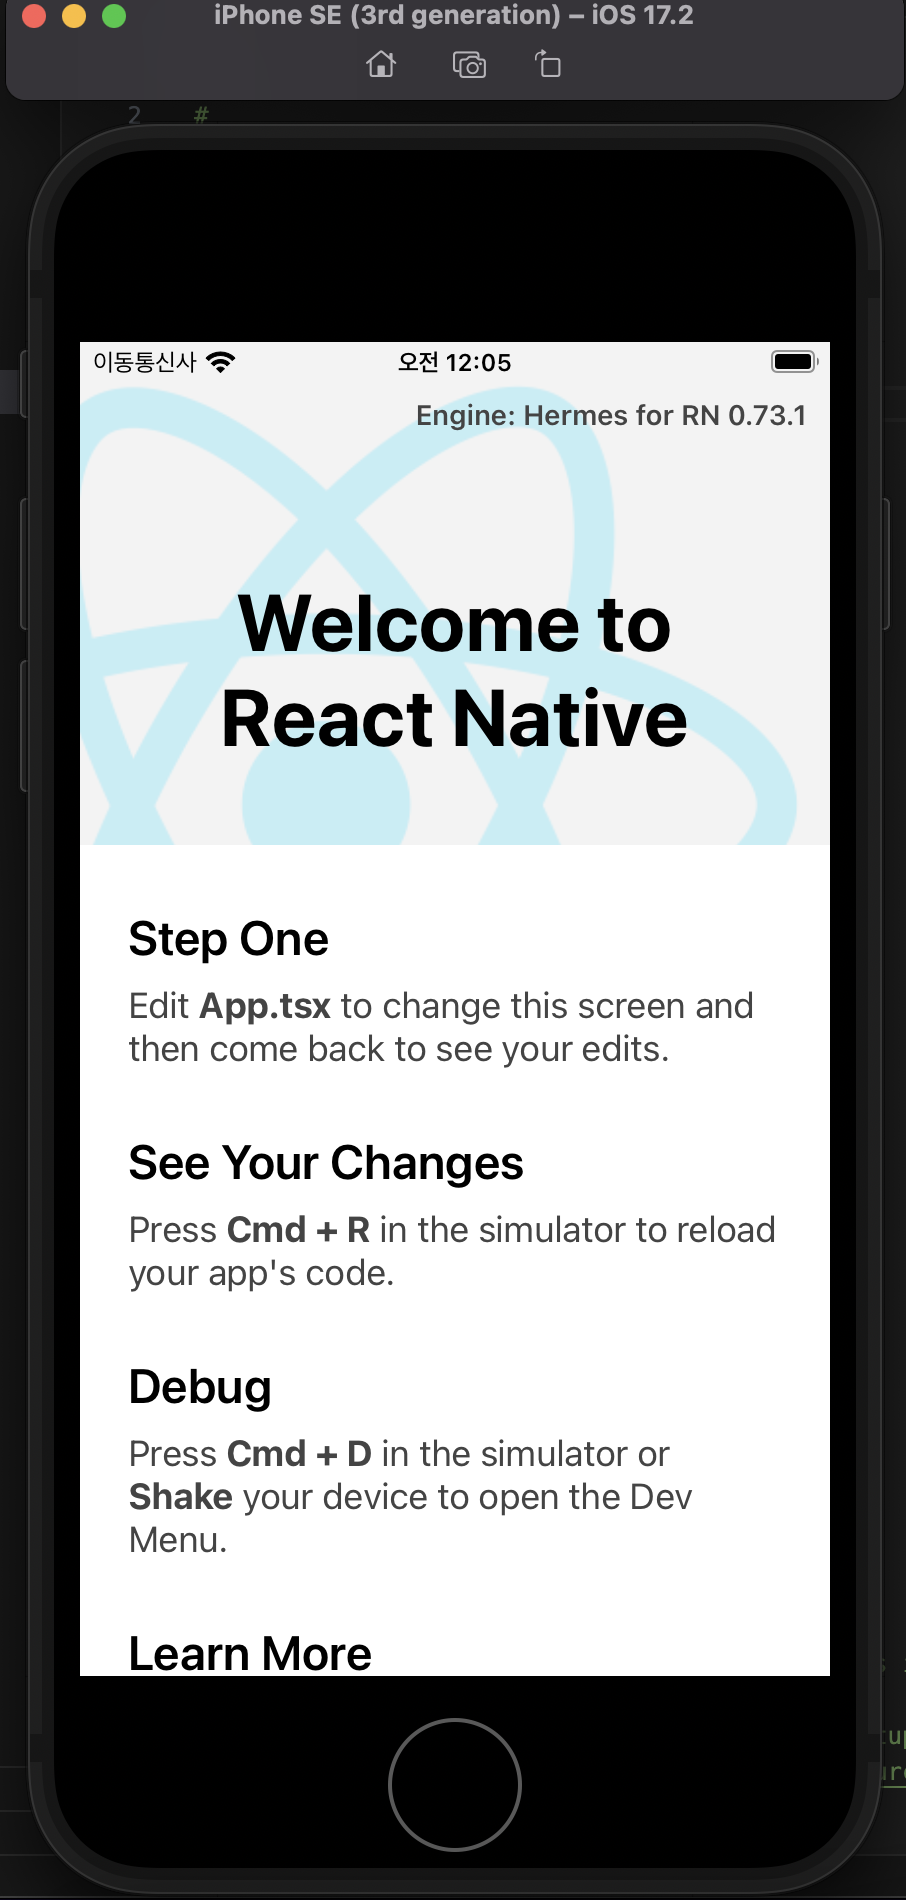 iPhone SE (3rd generation) – iOS 17.2
2 #
이동통신사 오전 12:05
Engine: Hermes for RN 0.73.1
Welcome to
React Native
Step One
Edit App.tsx to change this screen and
then come back to see your edits.
See Your Changes
Press Cmd + R in the simulator to reload
your app's code.
Debug
Press Cmd + D in the simulator or
Shake your device to open the Dev
Menu.
Learn More